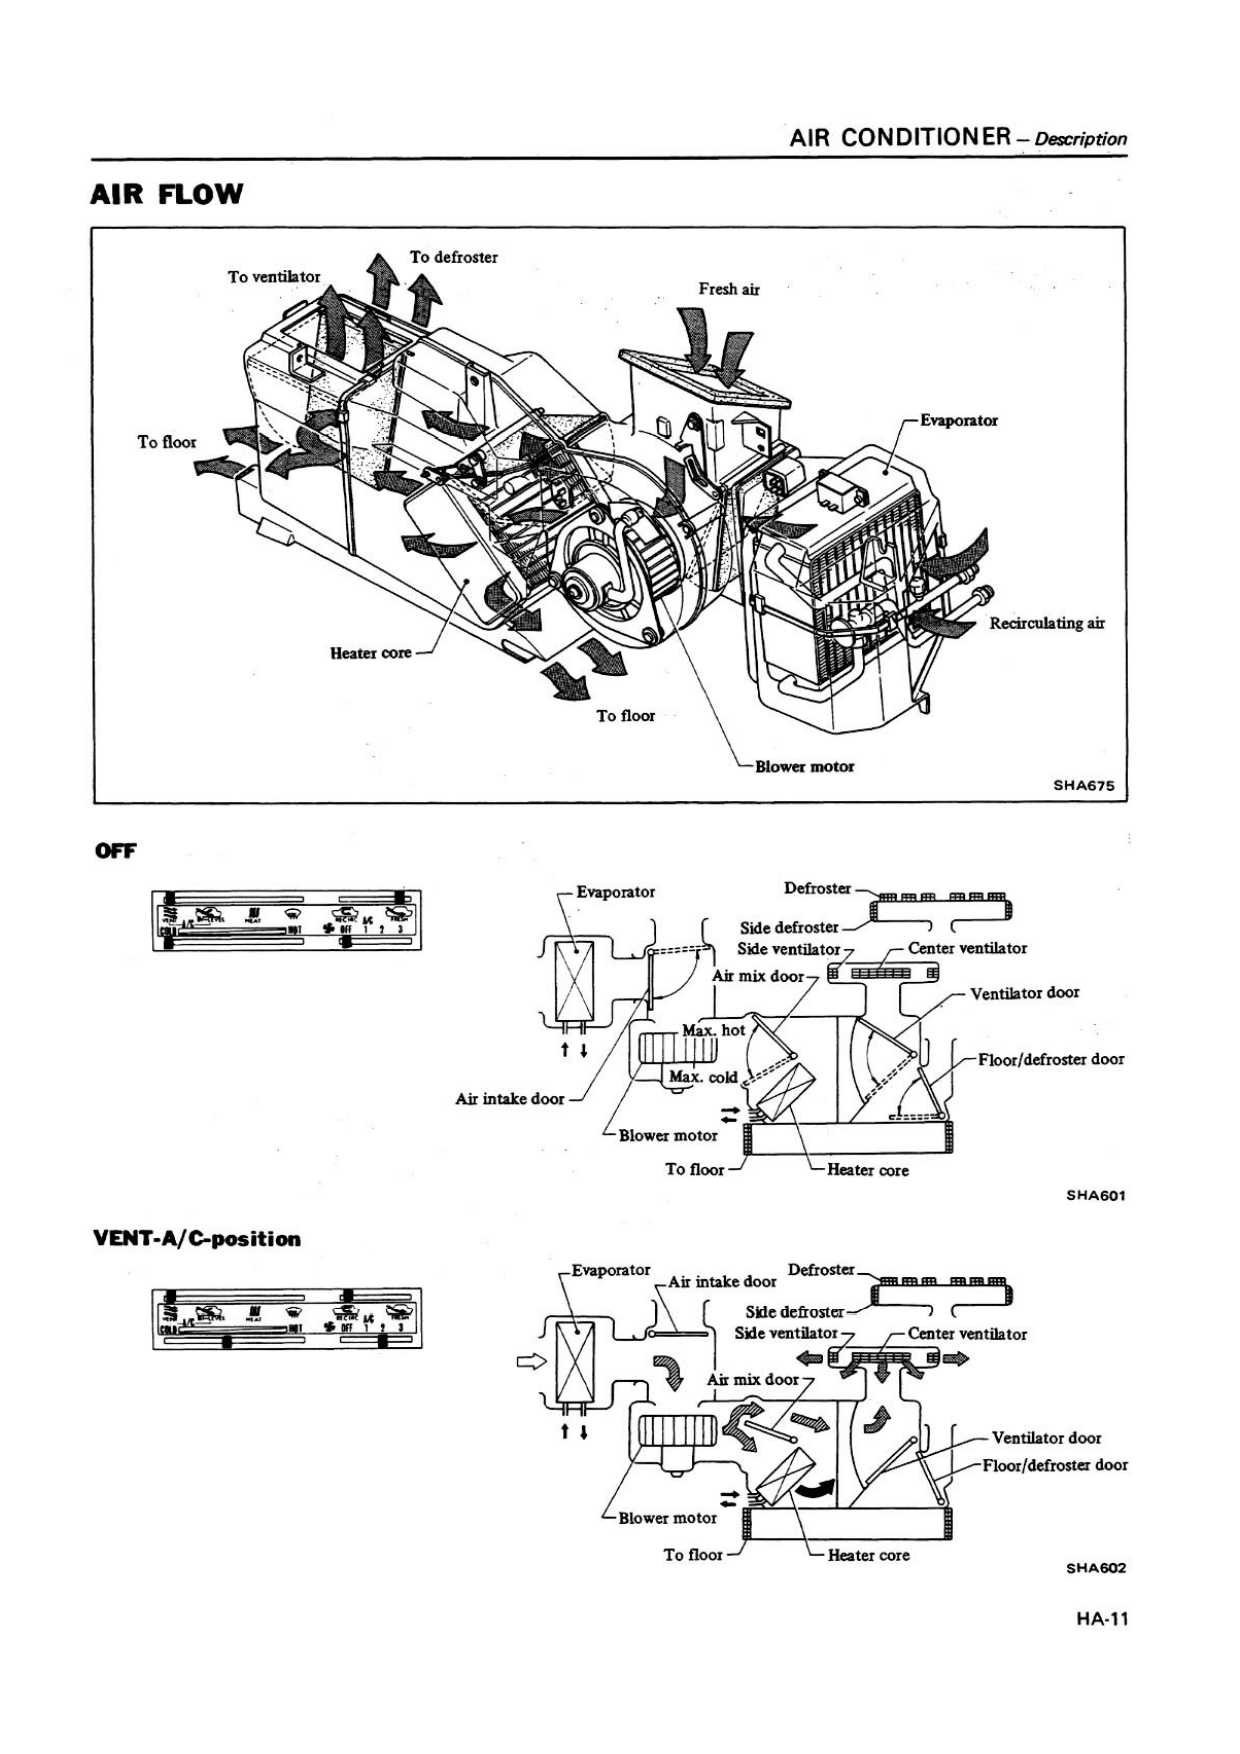 AIR CONDITIONER – Description
AIR FLOW
To defroster
To ventilator
Fresh air
Evaporator
To floor
Recirculating air
Heater core
To floor
Blower motor
SHA675
OFF
VENT BI-LEVEL HEAT RECIRC A/C FRESH
A/C
COLD HOT OFF 1 2 3
Evaporator
Defroster
Side defroster
Side ventilator
Center ventilator
Air mix door
Ventilator door
Max. hot
Floor/defroster door
Max. cold
Air intake door
Blower motor
To floor
Heater core
SHA601
VENT-A/C-position
VENT BI-LEVEL HEAT RECIRC A/C FRESH
A/C
COLD HOT OFF 1 2 3
Evaporator
Air intake door
Defroster
Side defroster
Side ventilator
Center ventilator
Air mix door
Ventilator door
Floor/defroster door
Blower motor
To floor
Heater core
SHA602
HA-11